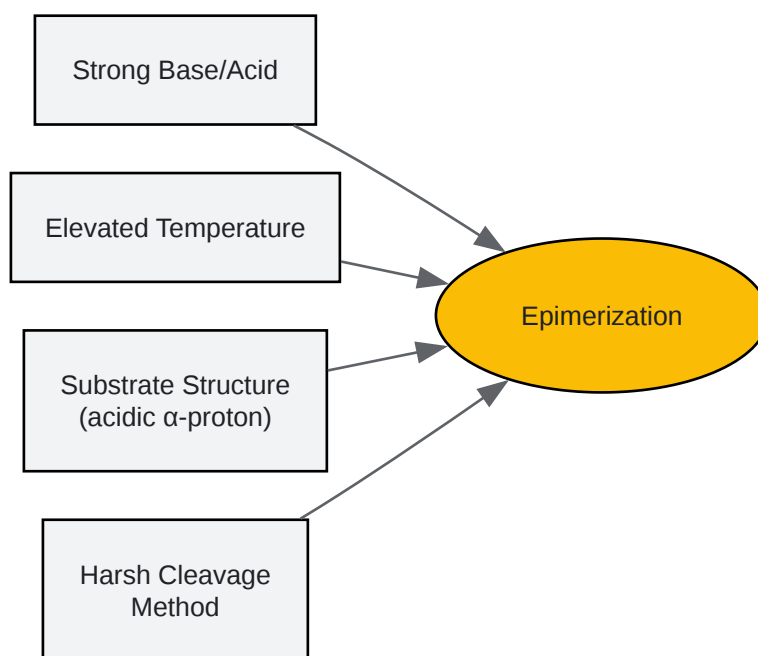 Strong Base/Acid
Elevated Temperature
Epimerization
Substrate Structure
(acidic α-proton)
Harsh Cleavage
Method